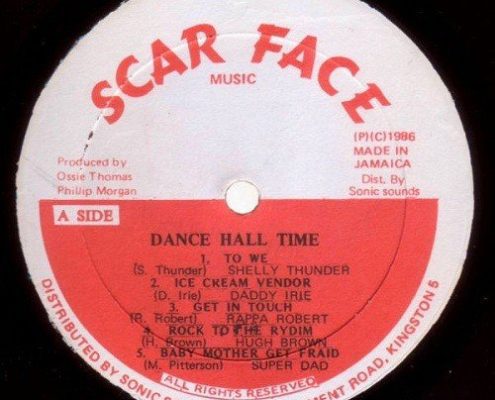 SCAR FACE
MUSIC
Produced by
Ossie Thomas
Phillip Morgan
(P)(C)1986
MADE IN
JAMAICA
Dist. By
Sonic sounds
A SIDE
DANCE HALL TIME
1. TO WE
(S. Thunder) SHELLY THUNDER
2. ICE CREAM VENDOR
(D. Irie) DADDY IRIE
3. GET IN TOUCH
(R. Robert) RAPPA ROBERT
4. ROCK TO THE RYDIM
(H. Brown) HUGH BROWN
5. BABY MOTHER GET FRAID
(M. Pitterson) SUPER DAD
ALL RIGHTS RESERVED
DISTRIBUTED BY SONIC ROAD, KINGSTON 5